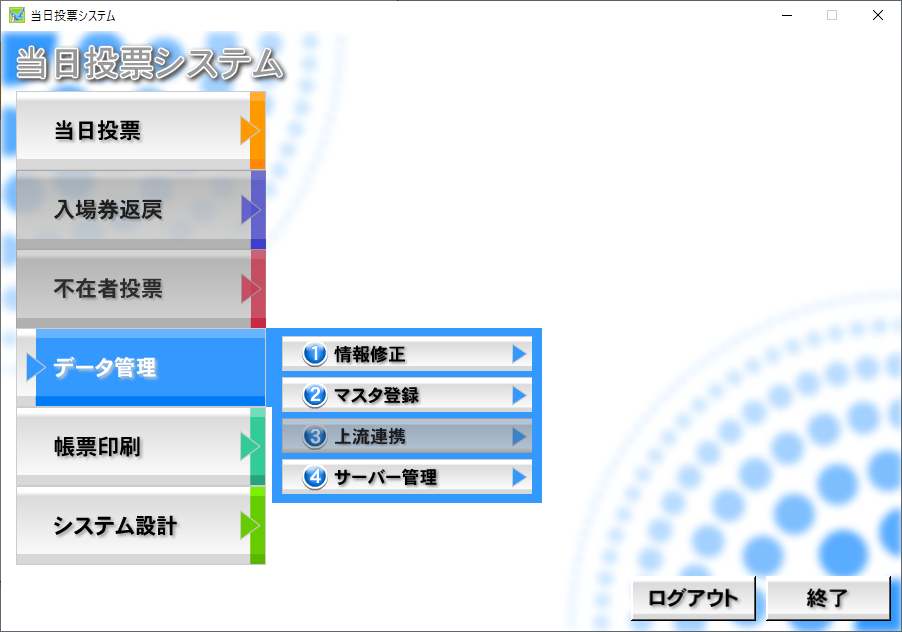 当日投票システム
当日投票システム
当日投票
入場券返戻
不在者投票
データ管理
1 情報修正
2 マスタ登録
3 上流連携
4 サーバー管理
帳票印刷
システム設計
ログアウト
終了